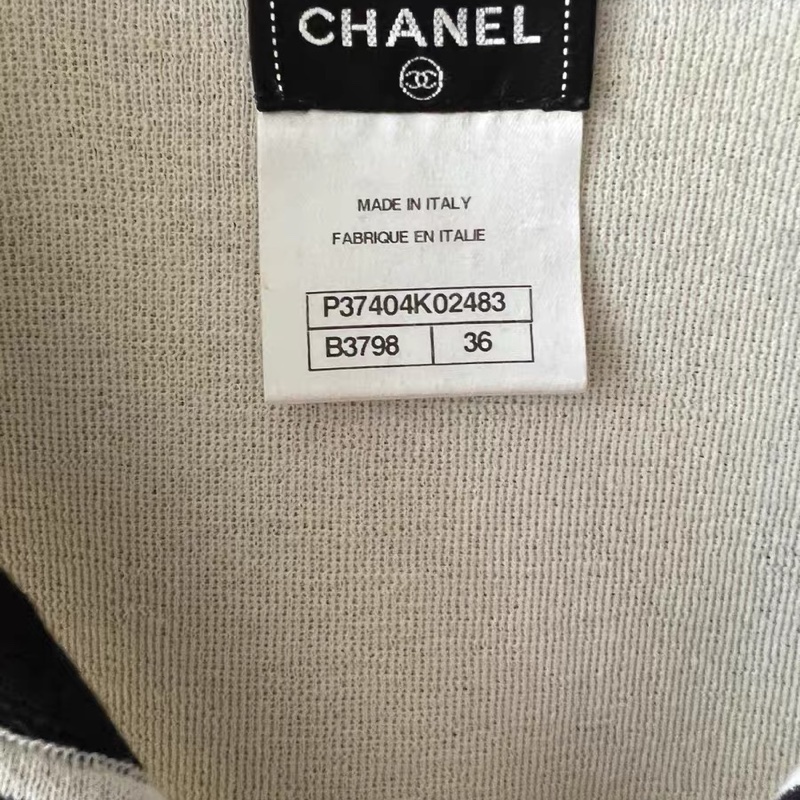 CHANEL
MADE IN ITALY
FABRIQUE EN ITALIE
P37404K02483
B3798 36